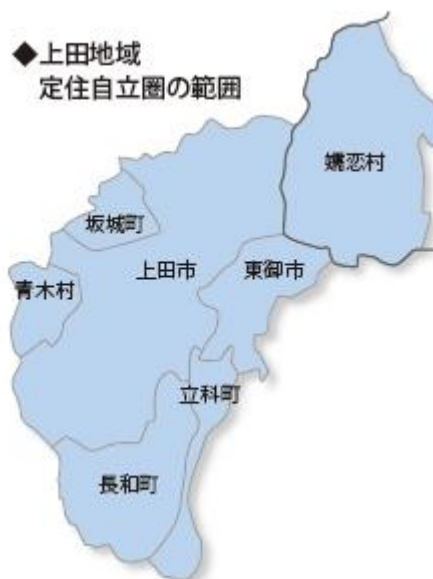 ◆上田地域
定住自立圏の範囲
嬬恋村
坂城町
上田市
東御市
青木村
立科町
長和町